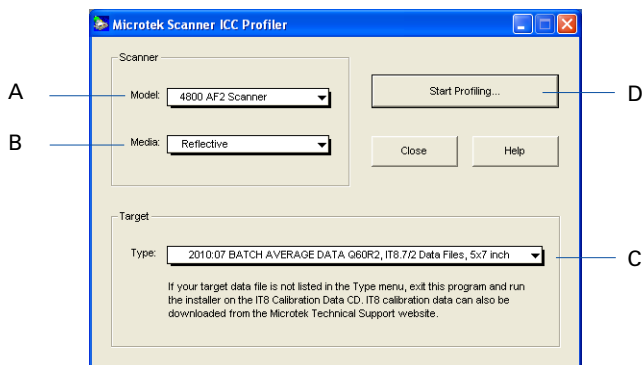 Microtek Scanner ICC Profiler
Scanner
A
Model: 4800 AF2 Scanner
Start Profiling...
D
B
Media: Reflective
Close
Help
Target
Type: 2010:07 BATCH AVERAGE DATA Q60R2, IT8.7/2 Data Files, 5x7 inch
C
If your target data file is not listed in the Type menu, exit this program and run
the installer on the IT8 Calibration Data CD. IT8 calibration data can also be
downloaded from the Microtek Technical Support website.